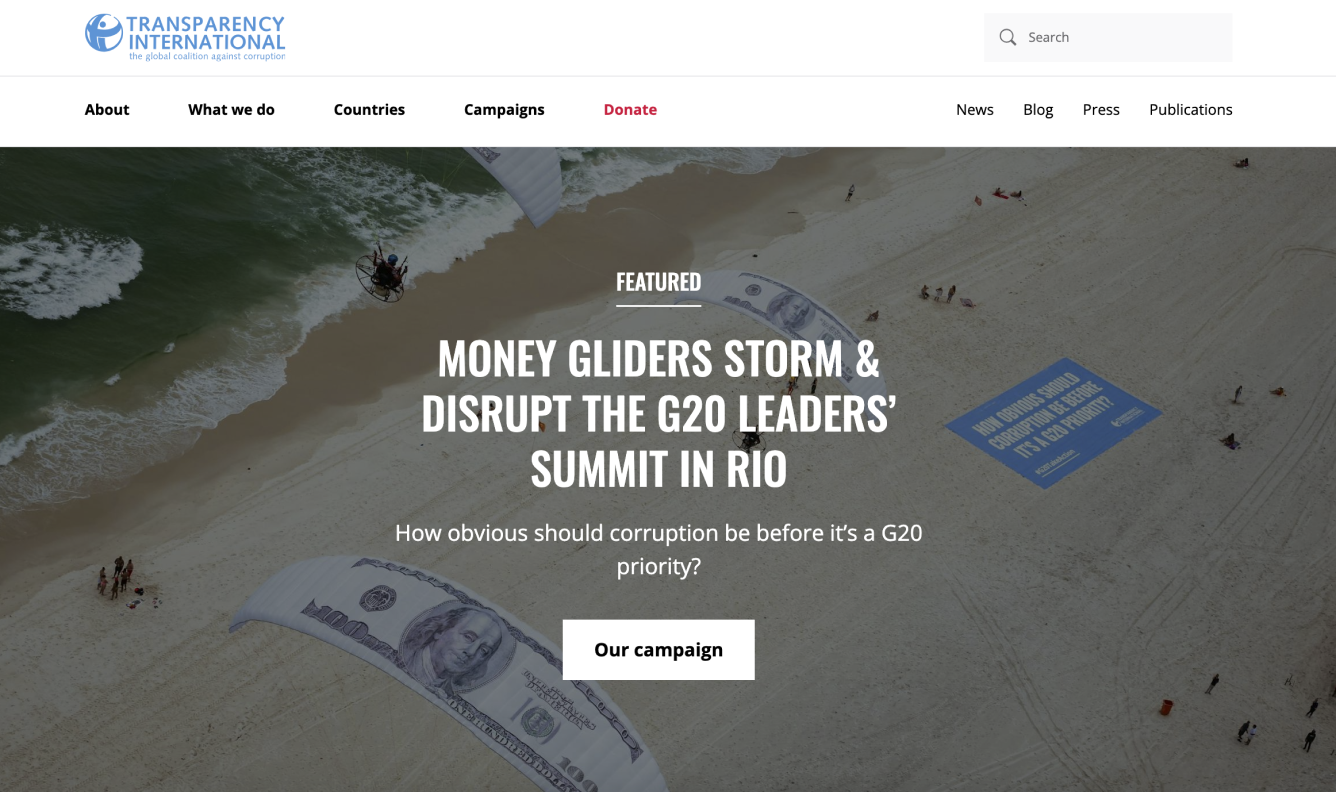 TRANSPARENCY
INTERNATIONAL
the global coalition against corruption
Search
About
What we do
Countries
Campaigns
Donate
News
Blog
Press
Publications
FEATURED
MONEY GLIDERS STORM &
DISRUPT THE G20 LEADERS’
SUMMIT IN RIO
HOW OBVIOUS SHOULD
CORRUPTION BE BEFORE
IT'S A G20 PRIORITY?
How obvious should corruption be before it’s a G20
priority?
Our campaign
100